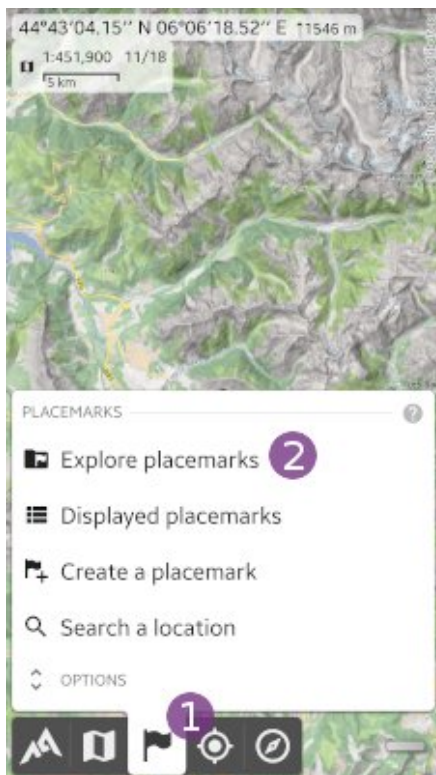 44°43’04.15’’ N 06°06’18.52’’ E ↑1546 m
1:451,900 11/18
5 km
PLACEMARKS
Explore placemarks 2
Displayed placemarks
Create a placemark
Search a location
OPTIONS
1